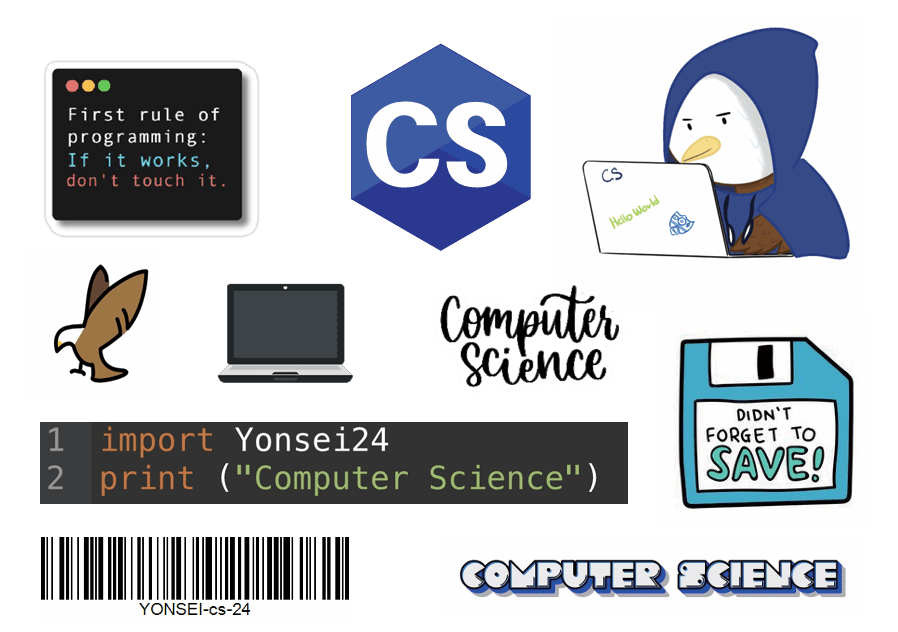 First rule of
programming:
If it works,
don't touch it.
CS
CS
Hello World
Computer
Science
DIDN'T
FORGET TO
SAVE!
1 import Yonsei24
2 print ("Computer Science")
YONSEI-cs-24
COMPUTER SCIENCE